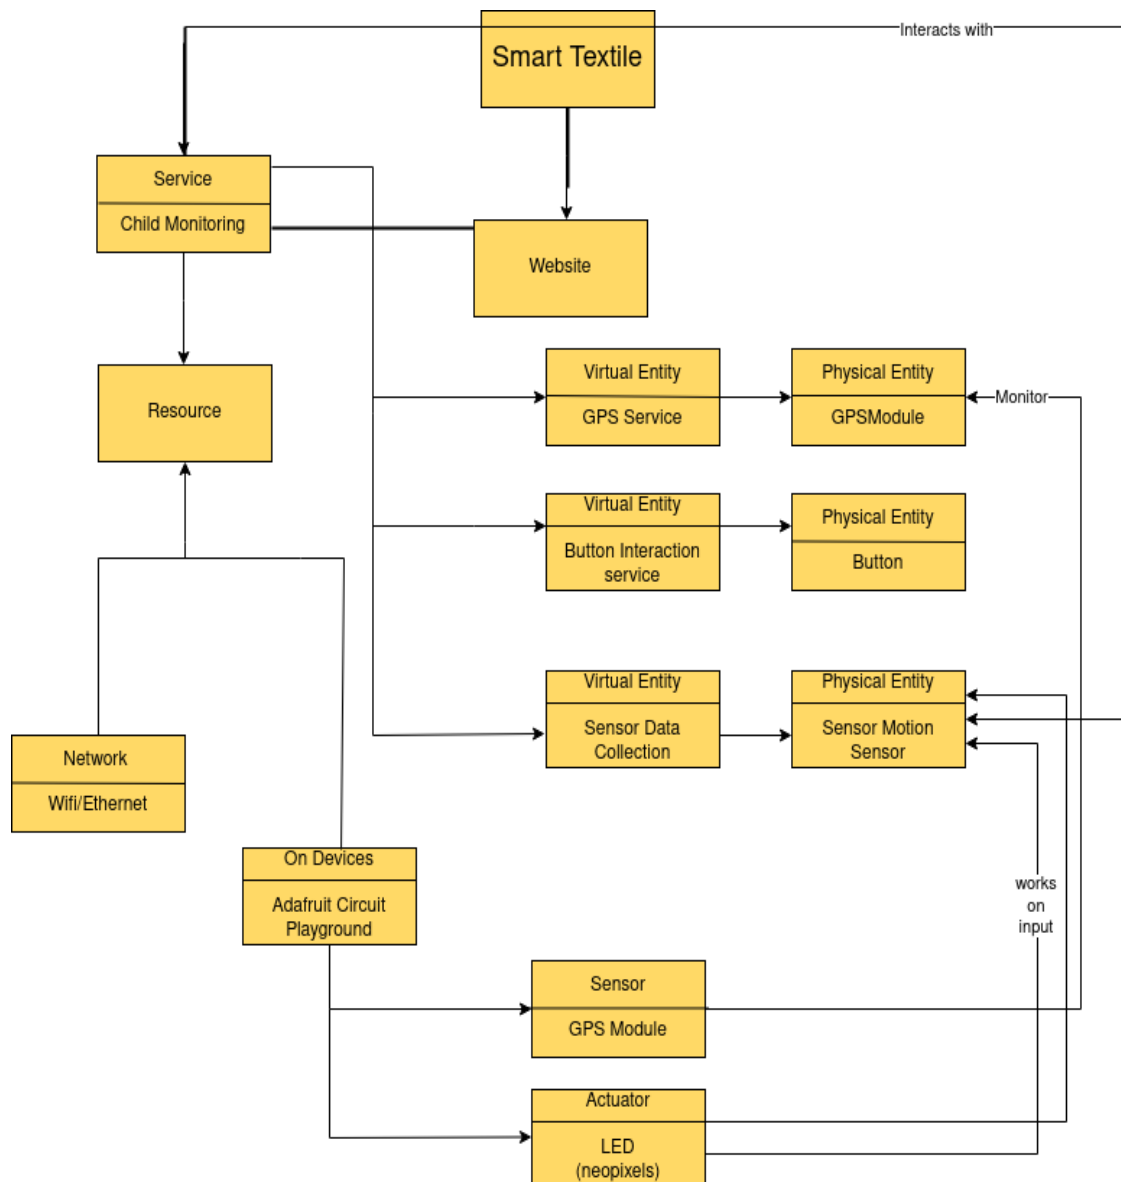 Interacts with
Smart Textile
Service
Child Monitoring
Website
Resource
Virtual Entity
GPS Service
Physical Entity
GPSModule
Monitor
Virtual Entity
Button Interaction
service
Physical Entity
Button
Virtual Entity
Sensor Data
Collection
Physical Entity
Sensor Motion
Sensor
Network
Wifi/Ethernet
On Devices
Adafruit Circuit
Playground
works
on
input
Sensor
GPS Module
Actuator
LED
(neopixels)